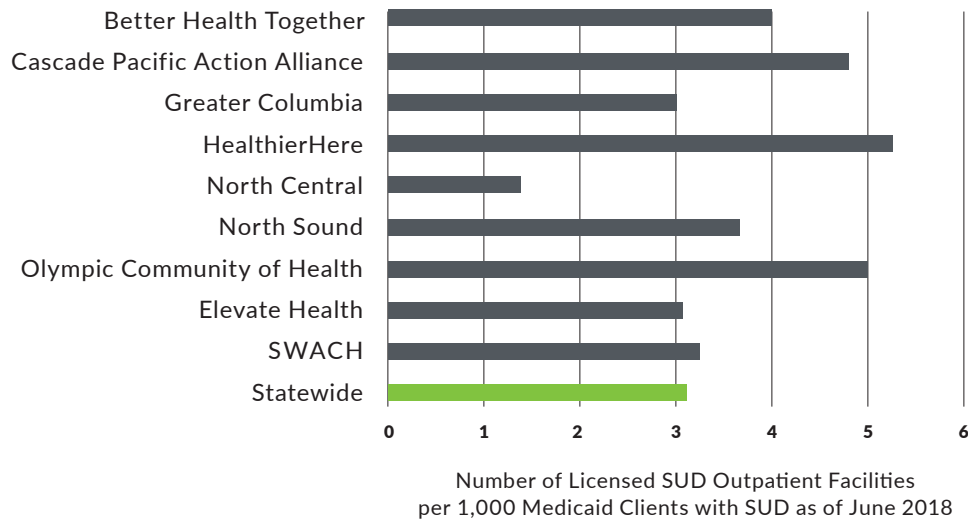 Better Health Together
Cascade Pacific Action Alliance
Greater Columbia
HealthierHere
North Central
North Sound
Olympic Community of Health
Elevate Health
SWACH
Statewide
0 1 2 3 4 5 6
Number of Licensed SUD Outpatient Facilities
per 1,000 Medicaid Clients with SUD as of June 2018